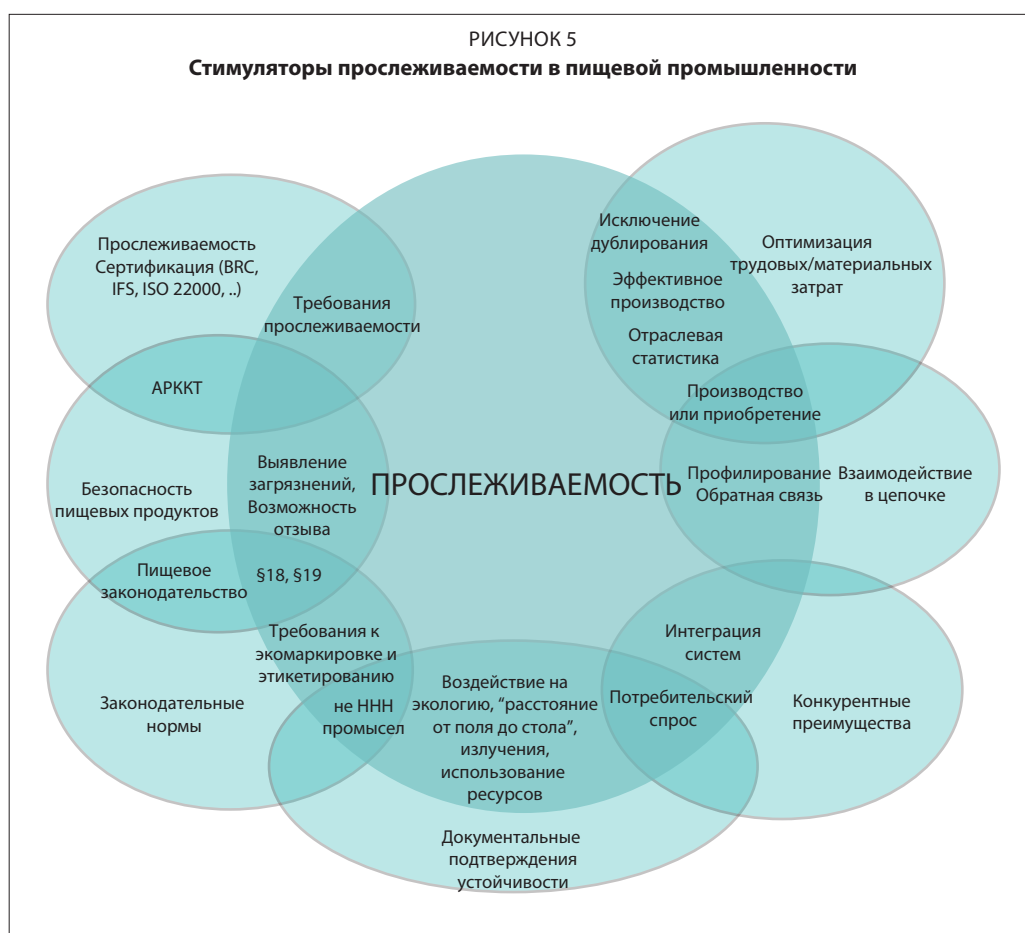 РИСУНОК 5
Стимуляторы прослеживаемости в пищевой промышленности
Прослеживаемость
Сертификация (BRC,
IFS, ISO 22000, ..)
Требования
прослеживаемости
АРККТ
Безопасность
пищевых продуктов
Выявление
загрязнений,
Возможность
отзыва
Пищевое
законодательство
§18, §19
Законодательные
нормы
Требования к
экомаркировке и
этикетированию
не ННН
промысел
ПРОСЛЕЖИВАЕМОСТЬ
Исключение
дублирования
Эффективное
производство
Отраслевая
статистика
Оптимизация
трудовых/материальных
затрат
Производство
или приобретение
Профилирование
Обратная связь
Взаимодействие
в цепочке
Интеграция
систем
Потребительский
спрос
Конкурентные
преимущества
Воздействие на
экологию, “расстояние
от поля до стола”,
излучения,
использование
ресурсов
Документальные
подтверждения
устойчивости